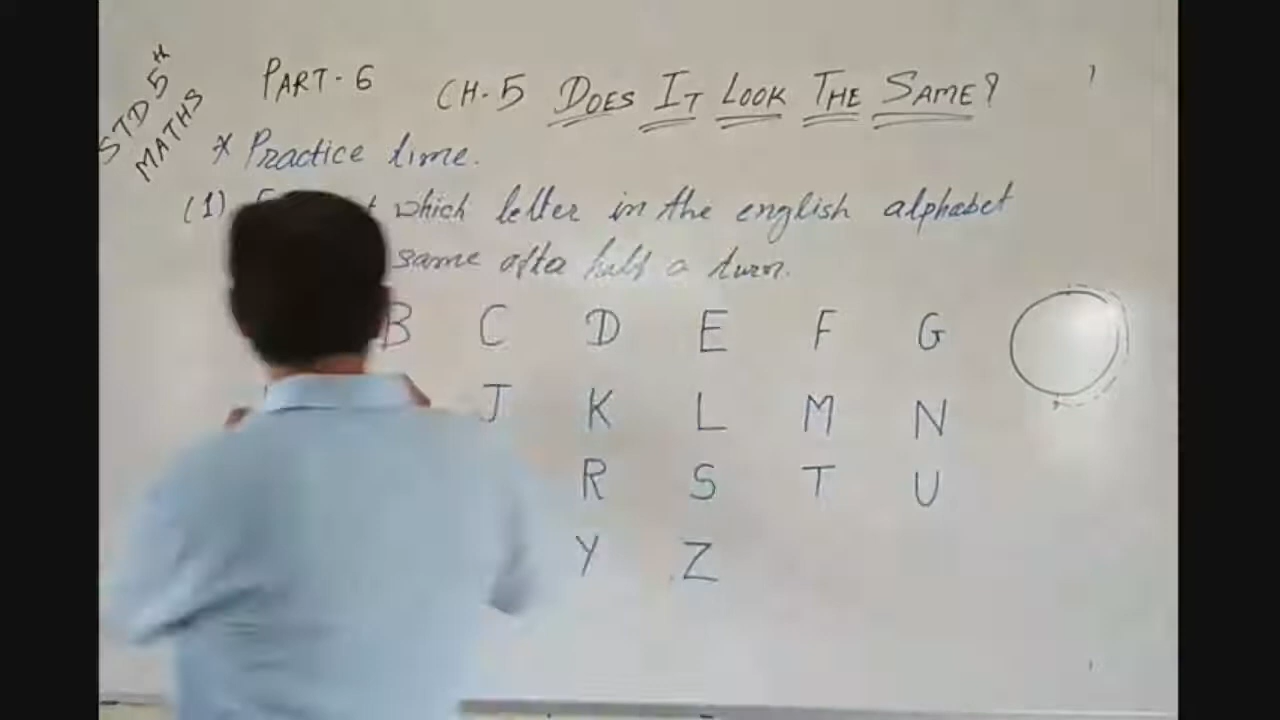 STD 5th
MATHS
PART-6 CH.5 DOES IT LOOK THE SAME?
* Practice time.
(1) which letter in the english alphabet
same after half a turn.
B C D E F G
J K L M N
R S T U
Y Z